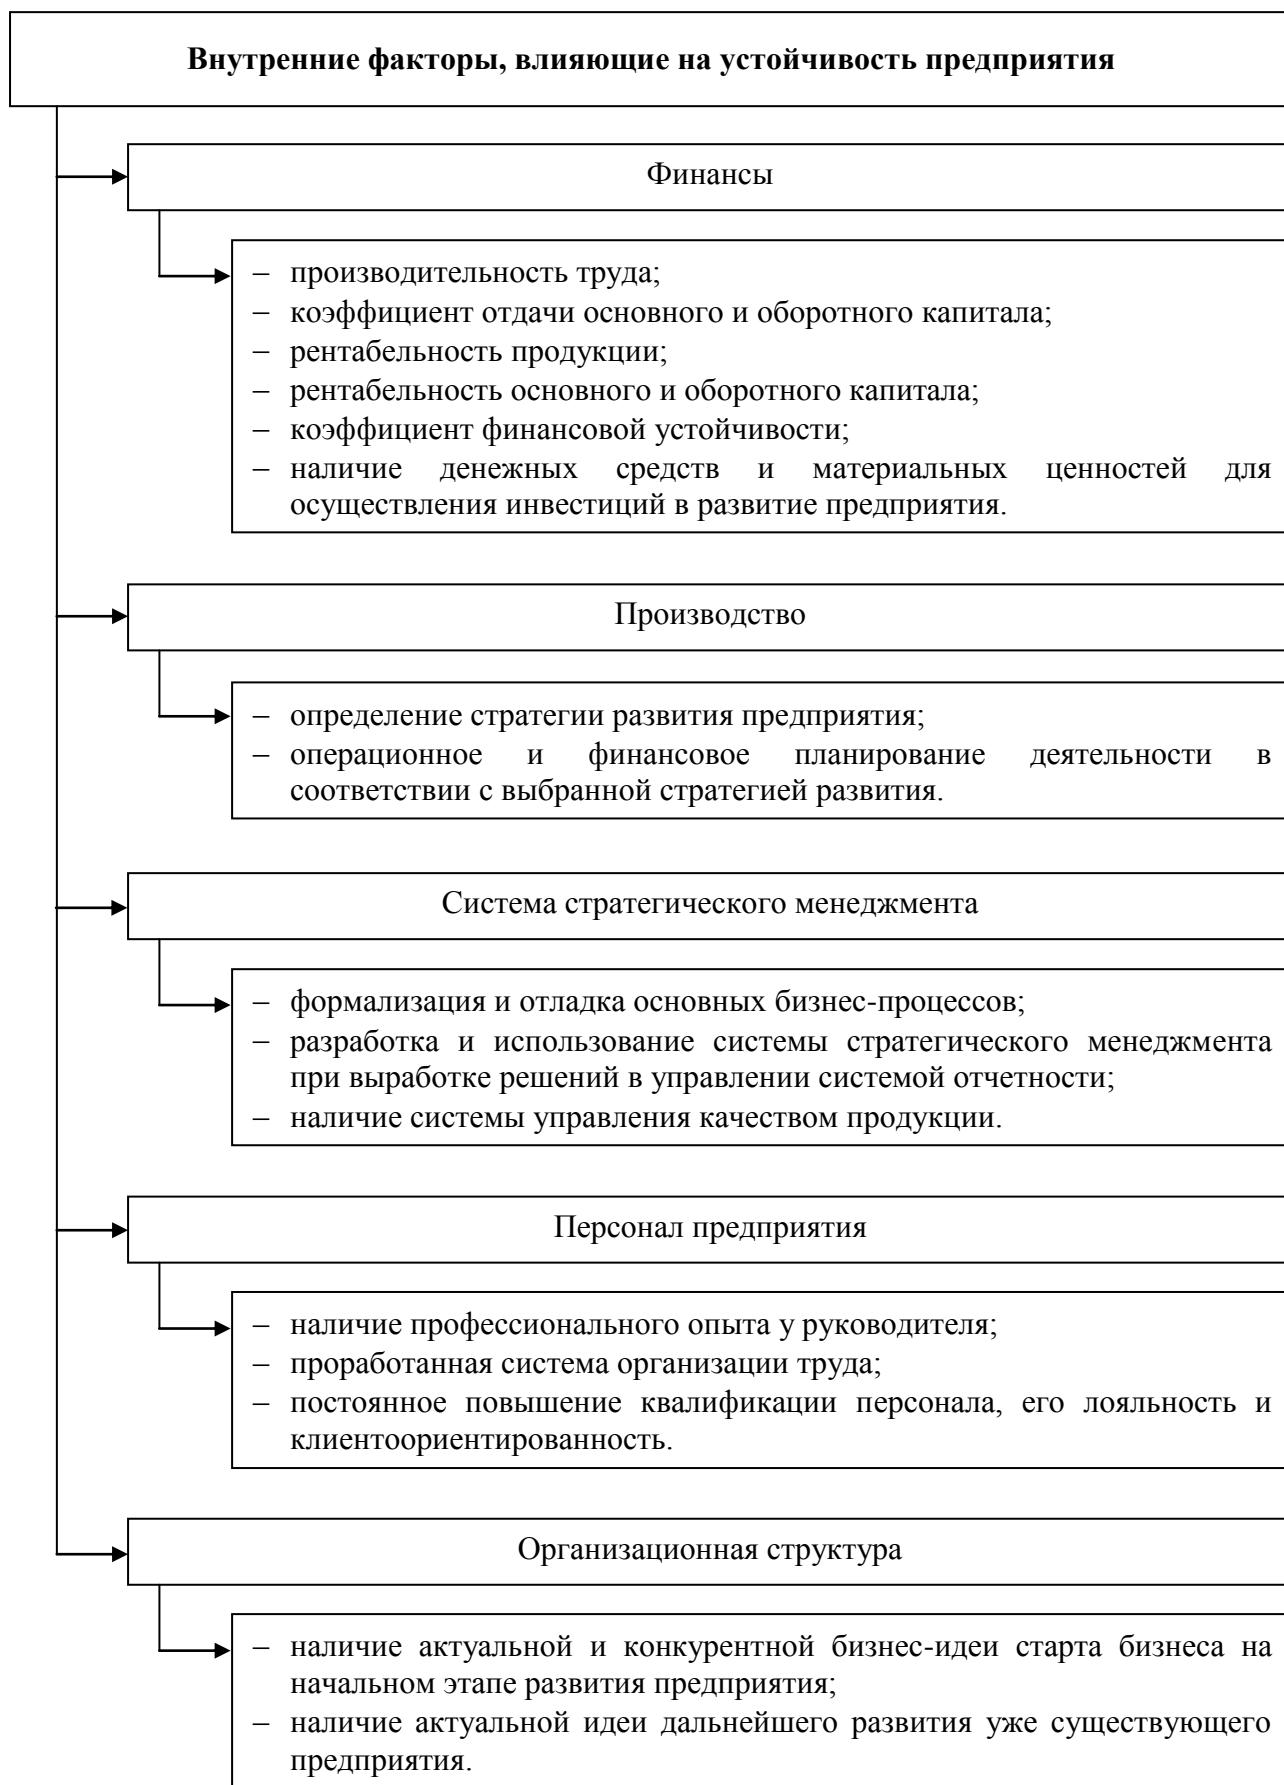 Внутренние факторы, влияющие на устойчивость предприятия
Финансы
– производительность труда;
– коэффициент отдачи основного и оборотного капитала;
– рентабельность продукции;
– рентабельность основного и оборотного капитала;
– коэффициент финансовой устойчивости;
– наличие денежных средств и материальных ценностей для
осуществления инвестиций в развитие предприятия.
Производство
– определение стратегии развития предприятия;
– операционное и финансовое планирование деятельности в
соответствии с выбранной стратегией развития.
Система стратегического менеджмента
– формализация и отладка основных бизнес-процессов;
– разработка и использование системы стратегического менеджмента
при выработке решений в управлении системой отчетности;
– наличие системы управления качеством продукции.
Персонал предприятия
– наличие профессионального опыта у руководителя;
– проработанная система организации труда;
– постоянное повышение квалификации персонала, его лояльность и
клиентоориентированность.
Организационная структура
– наличие актуальной и конкурентной бизнес-идеи старта бизнеса на
начальном этапе развития предприятия;
– наличие актуальной идеи дальнейшего развития уже существующего
предприятия.